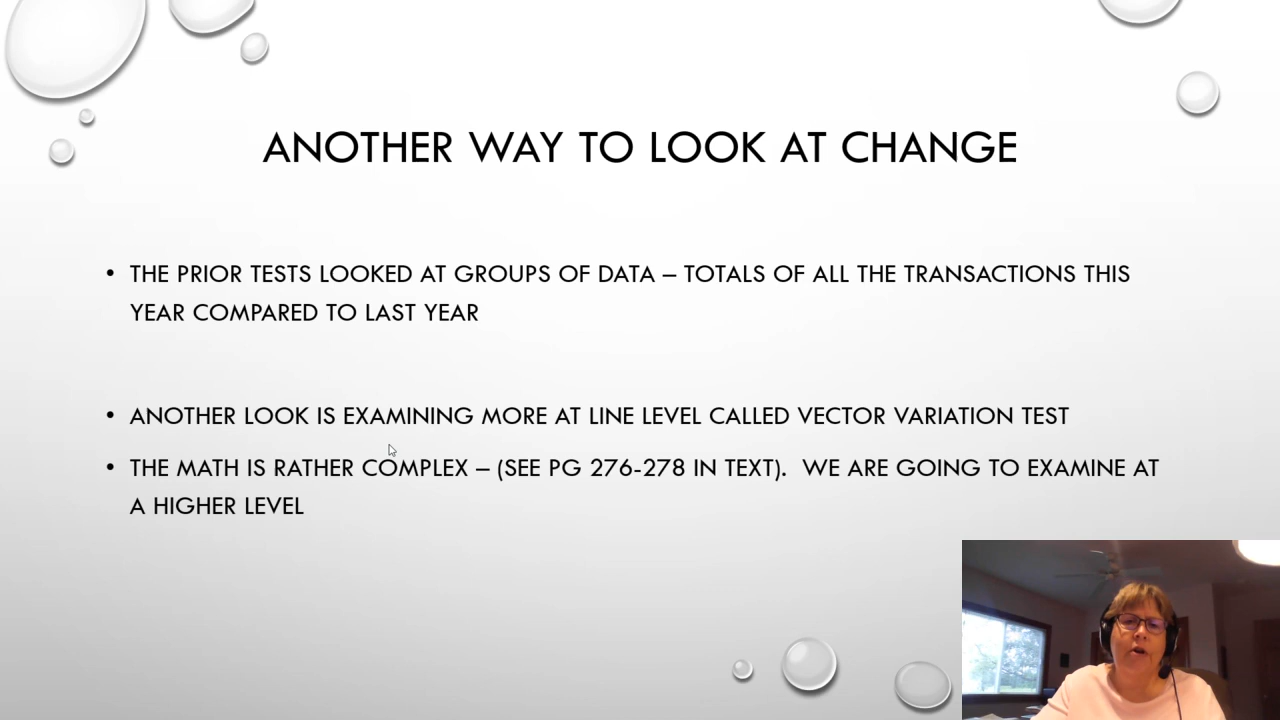 ANOTHER WAY TO LOOK AT CHANGE
• THE PRIOR TESTS LOOKED AT GROUPS OF DATA – TOTALS OF ALL THE TRANSACTIONS THIS
YEAR COMPARED TO LAST YEAR
• ANOTHER LOOK IS EXAMINING MORE AT LINE LEVEL CALLED VECTOR VARIATION TEST
• THE MATH IS RATHER COMPLEX – (SEE PG 276-278 IN TEXT).  WE ARE GOING TO EXAMINE AT
A HIGHER LEVEL